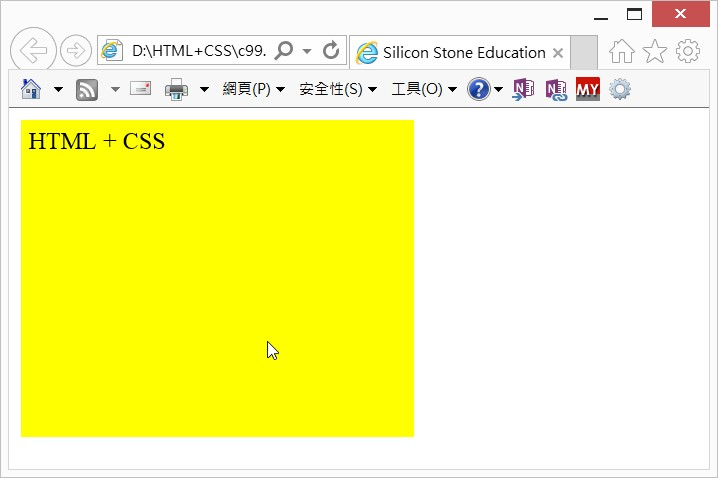 D:\HTML+CSS\c99.
Silicon Stone Education
網頁(P) 安全性(S) 工具(O) ? N N MY
HTML + CSS